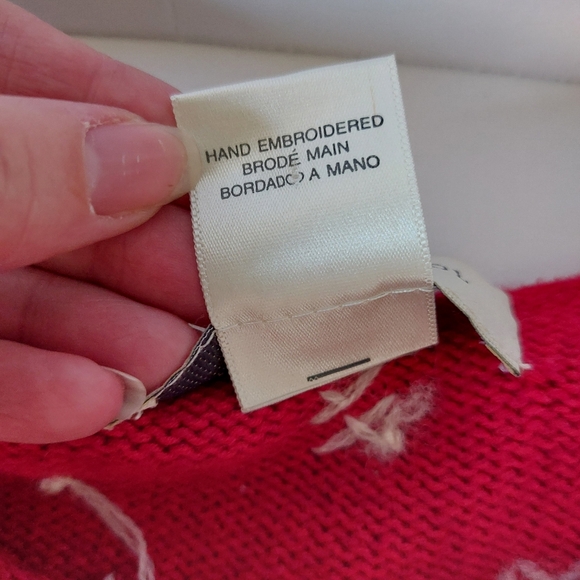 HAND EMBROIDERED
BRODÉ MAIN
BORDADO A MANO